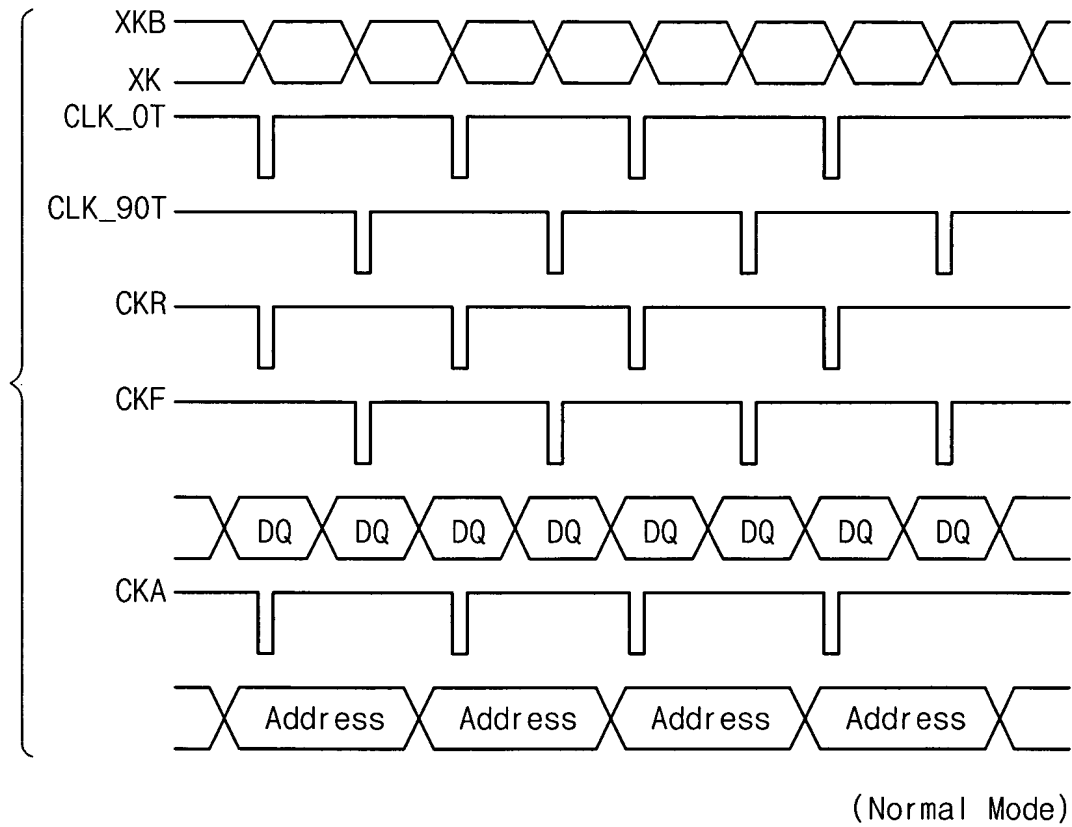 XKB
XK
CLK_0T
CLK_90T
CKR
CKF
DQ DQ DQ DQ DQ DQ DQ DQ
CKA
Address Address Address Address
(Normal Mode)